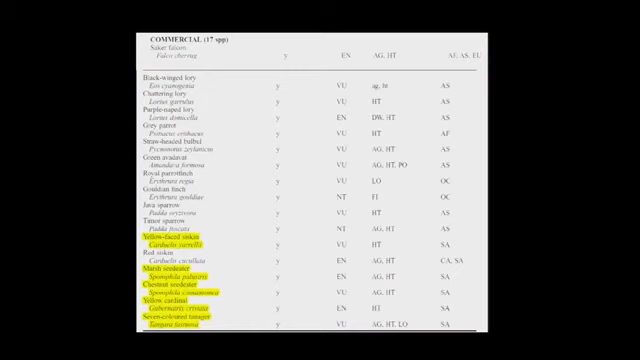 COMMERCIAL (17 spp)
Saker falcon
Falco cherrug y EN AG, HT AF, AS, EU
Black-winged lory
Eos cyanogenia y VU ag, ht AS
Chattering lory
Lorius garrulus y VU HT AS
Purple-naped lory
Lorius domicella y EN DW, HT AS
Grey parrot
Psittacus erithacus y VU HT AF
Straw-headed bulbul
Pycnonotus zeylanicus y VU AG, HT AS
Green avadavat
Amandava formosa y VU AG, HT, PO AS
Royal parrotfinch
Erythrura regia y VU LO OC
Gouldian finch
Erythrura gouldiae y NT FI OC
Java sparrow
Padda oryzivora y VU HT AS
Timor sparrow
Padda fuscata y NT AG, HT AS
Yellow-faced siskin
Carduelis yarrellii y VU HT SA
Red siskin
Carduelis cucullata y EN AG, HT CA, SA
Marsh seedeater
Sporophila palustris y EN AG, HT SA
Chestnut seedeater
Sporophila cinnamomea y VU AG, HT SA
Yellow cardinal
Gubernatrix cristata y EN HT SA
Seven-coloured tanager
Tangara fastuosa y VU AG, HT, LO SA